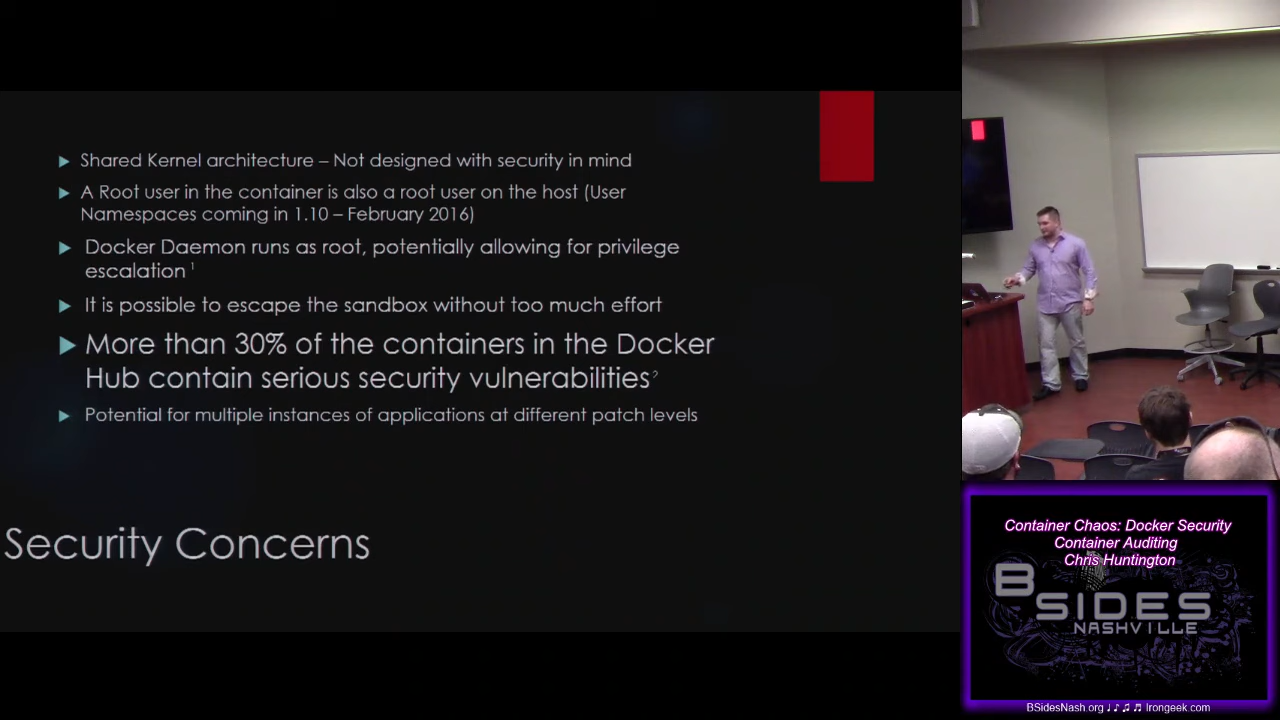 Shared Kernel architecture – Not designed with security in mind
A Root user in the container is also a root user on the host (User
Namespaces coming in 1.10 – February 2016)
Docker Daemon runs as root, potentially allowing for privilege
escalation 1
It is possible to escape the sandbox without too much effort
More than 30% of the containers in the Docker
Hub contain serious security vulnerabilities
Potential for multiple instances of applications at different patch levels
Security Concerns
Container Chaos: Docker Security
Container Auditing
Chris Huntington
BSIDES
NASHVILLE
BSidesNash.org ♩ ♪ ♫ ♬ Irongeek.com